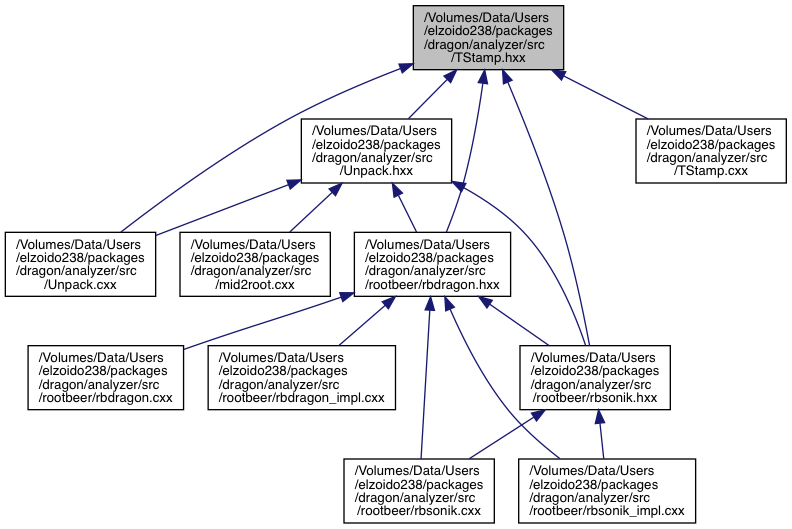 /Volumes/Data/Users
/elzoido238/packages
/dragon/analyzer/src
/TStamp.hxx
/Volumes/Data/Users
/elzoido238/packages
/dragon/analyzer/src
/Unpack.hxx
/Volumes/Data/Users
/elzoido238/packages
/dragon/analyzer/src
/TStamp.cxx
/Volumes/Data/Users
/elzoido238/packages
/dragon/analyzer/src
/Unpack.cxx
/Volumes/Data/Users
/elzoido238/packages
/dragon/analyzer/src
/mid2root.cxx
/Volumes/Data/Users
/elzoido238/packages
/dragon/analyzer/src
/rootbeer/rbdragon.hxx
/Volumes/Data/Users
/elzoido238/packages
/dragon/analyzer/src
/rootbeer/rbdragon.cxx
/Volumes/Data/Users
/elzoido238/packages
/dragon/analyzer/src
/rootbeer/rbdragon_impl.cxx
/Volumes/Data/Users
/elzoido238/packages
/dragon/analyzer/src
/rootbeer/rbsonik.hxx
/Volumes/Data/Users
/elzoido238/packages
/dragon/analyzer/src
/rootbeer/rbsonik.cxx
/Volumes/Data/Users
/elzoido238/packages
/dragon/analyzer/src
/rootbeer/rbsonik_impl.cxx